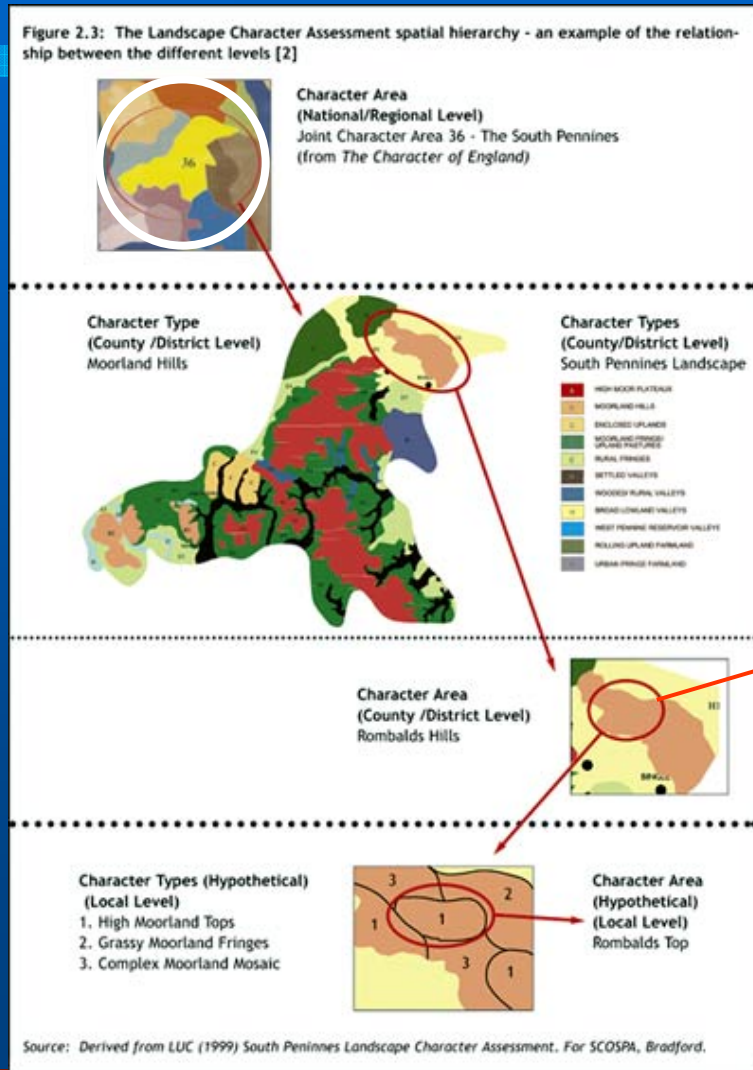 Figure 2.3: The Landscape Character Assessment spatial hierarchy - an example of the relation-
ship between the different levels [2]
Character Area
(National/Regional Level)
Joint Character Area 36 - The South Pennines
(from The Character of England)
36
Character Type
(County /District Level)
Moorland Hills
Character Types
(County/District Level)
South Pennines Landscape
HIGH MOOR PLATEAUX
MOORLAND HILLS
ENCLOSED UPLANDS
MOORLAND FRINGE/
UPLAND PASTURES
RURAL FRINGES
SETTLED VALLEYS
WOODED/ RURAL VALLEYS
BROAD LOWLAND VALLEYS
WEST PENNINE RESERVOIR VALLEYS
ROLLING UPLAND FARMLAND
URBAN FRINGE FARMLAND
Character Area
(County /District Level)
Rombalds Hills
Character Types (Hypothetical)
(Local Level)
1. High Moorland Tops
2. Grassy Moorland Fringes
3. Complex Moorland Mosaic
3
2
1
1
3
1
Character Area
(Hypothetical)
(Local Level)
Rombalds Top
Source: Derived from LUC (1999) South Peninnes Landscape Character Assessment. For SCOSPA, Bradford.